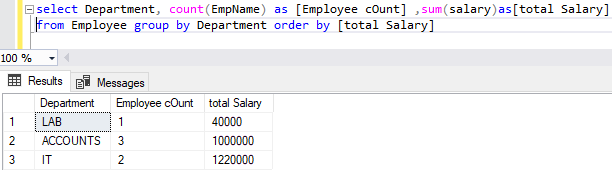 select Department, count(EmpName) as [Employee cOunt] ,sum(salary)as[total Salary]
from Employee group by Department order by [total Salary]
100 %
Results Messages
Department Employee cOunt total Salary
1 LAB 1 40000
2 ACCOUNTS 3 1000000
3 IT 2 1220000